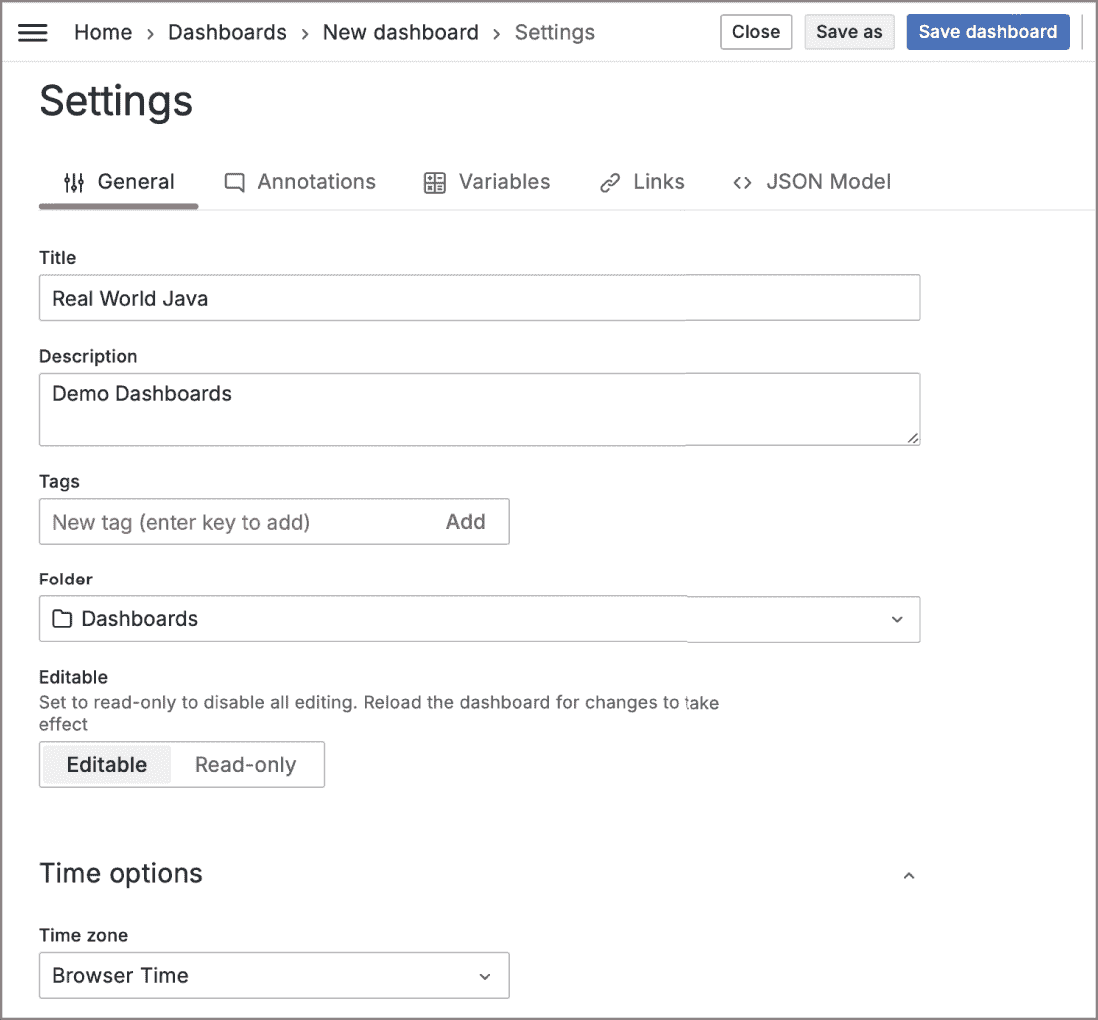 Home › Dashboards › New dashboard › Settings Close Save as Save dashboard
Settings
General Annotations Variables Links JSON Model
Title
Real World Java
Description
Demo Dashboards
Tags
New tag (enter key to add) Add
Folder
Dashboards
Editable
Set to read-only to disable all editing. Reload the dashboard for changes to take
effect
Editable Read-only
Time options
Time zone
Browser Time